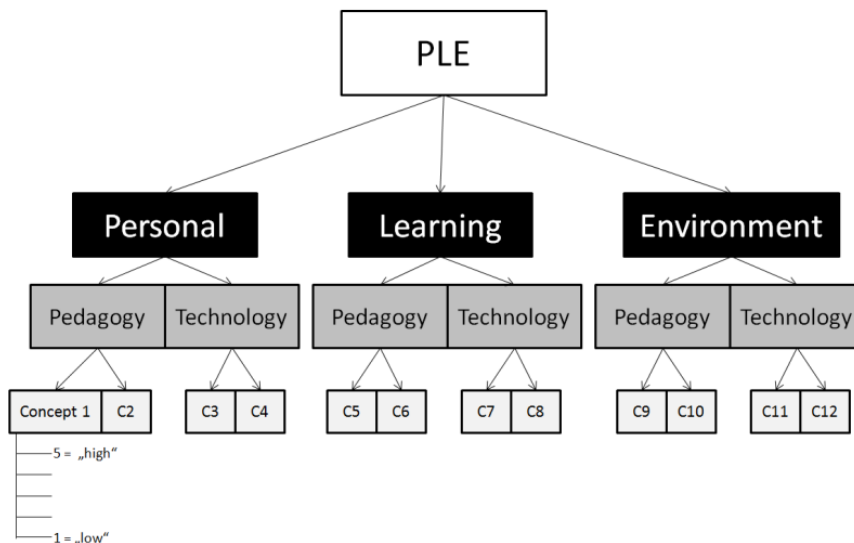 PLE
Personal Learning Environment
Pedagogy Technology Pedagogy Technology Pedagogy Technology
Concept 1 C2 C3 C4 C5 C6 C7 C8 C9 C10 C11 C12
5 = „high“
1 = „low“